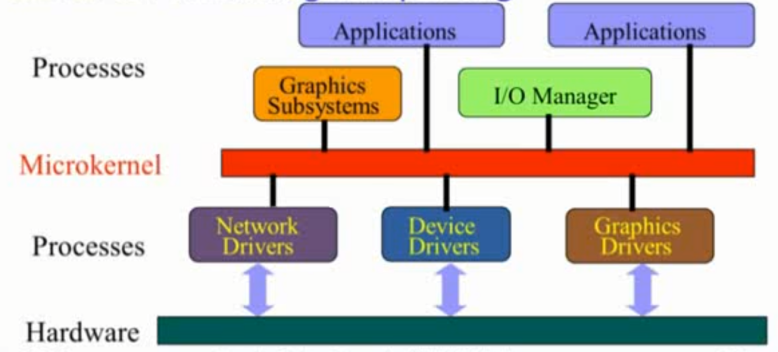 Applications
Applications
Processes
Graphics
Subsystems
I/O Manager
Microkernel
Network
Drivers
Device
Drivers
Graphics
Drivers
Processes
Hardware